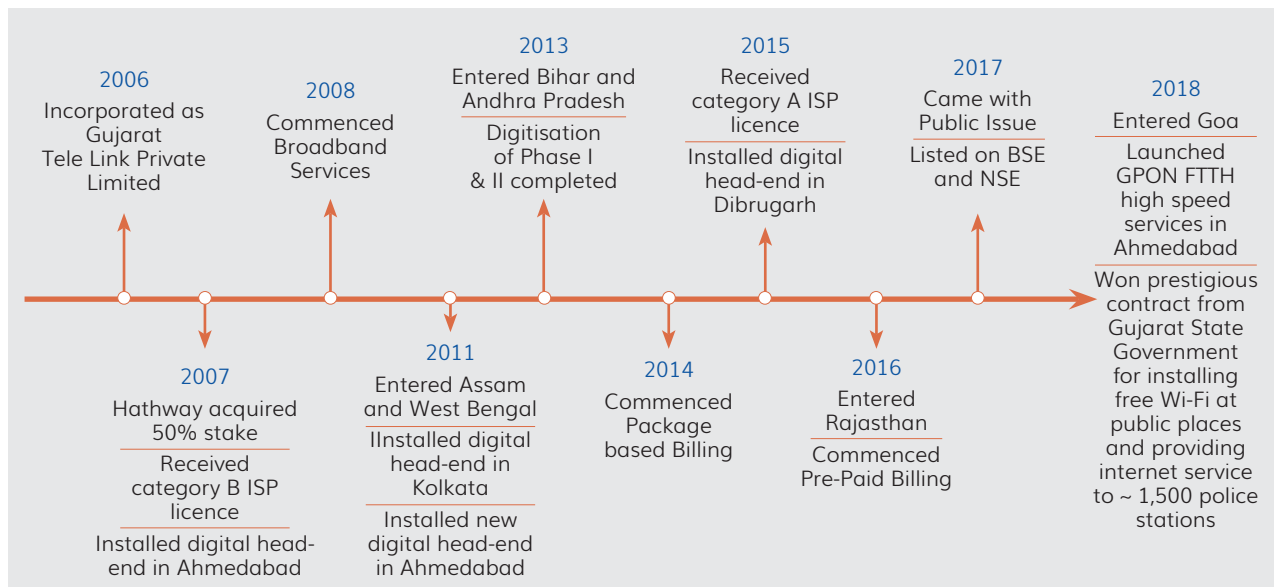 2006
Incorporated as
Gujarat
Tele Link Private
Limited
2007
Hathway acquired
50% stake
Received
category B ISP
licence
Installed digital head-
end in Ahmedabad
2008
Commenced
Broadband
Services
2011
Entered Assam
and West Bengal
IInstalled digital
head-end in
Kolkata
Installed new
digital head-end
in Ahmedabad
2013
Entered Bihar and
Andhra Pradesh
Digitisation
of Phase I
& II completed
2014
Commenced
Package
based Billing
2015
Received
category A ISP
licence
Installed digital
head-end in
Dibrugarh
2016
Entered
Rajasthan
Commenced
Pre-Paid Billing
2017
Came with
Public Issue
Listed on BSE
and NSE
2018
Entered Goa
Launched
GPON FTTH
high speed
services in
Ahmedabad
Won prestigious
contract from
Gujarat State
Government
for installing
free Wi-Fi at
public places
and providing
internet service
to ~ 1,500 police
stations